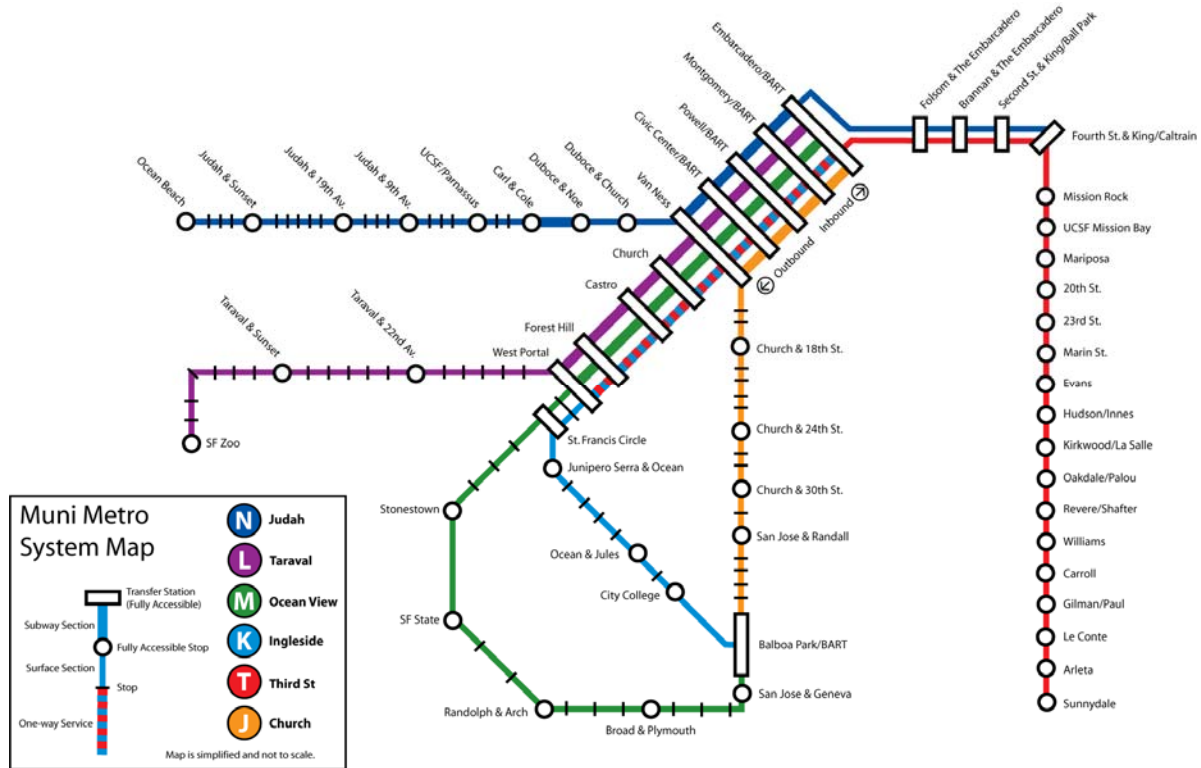 Embarcadero/BART
Montgomery/BART
Powell/BART
Civic Center/BART
Van Ness
Duboce & Church
Duboce & Noe
Carl & Cole
UCSF/Parnassus
Judah & 9th Av.
Judah & 19th Av.
Judah & Sunset
Ocean Beach
Folsom & The Embarcadero
Brannan & The Embarcadero
Second St. & King/Ball Park
Fourth St. & King/Caltrain
Inbound
Outbound
Church
Castro
Forest Hill
West Portal
Taraval & 22nd Av.
Taraval & Sunset
SF Zoo
St. Francis Circle
Junipero Serra & Ocean
Ocean & Jules
City College
Stonestown
SF State
Randolph & Arch
Broad & Plymouth
San Jose & Geneva
Balboa Park/BART
San Jose & Randall
Church & 30th St.
Church & 24th St.
Church & 18th St.
Mission Rock
UCSF Mission Bay
Mariposa
20th St.
23rd St.
Marin St.
Evans
Hudson/Innes
Kirkwood/La Salle
Oakdale/Palou
Revere/Shafter
Williams
Carroll
Gilman/Paul
Le Conte
Arleta
Sunnydale
Muni Metro
System Map
Transfer Station
(Fully Accessible)
Subway Section
Fully Accessible Stop
Surface Section
Stop
One-way Service
N Judah
L Taraval
M Ocean View
K Ingleside
T Third St
J Church
Map is simplified and not to scale.